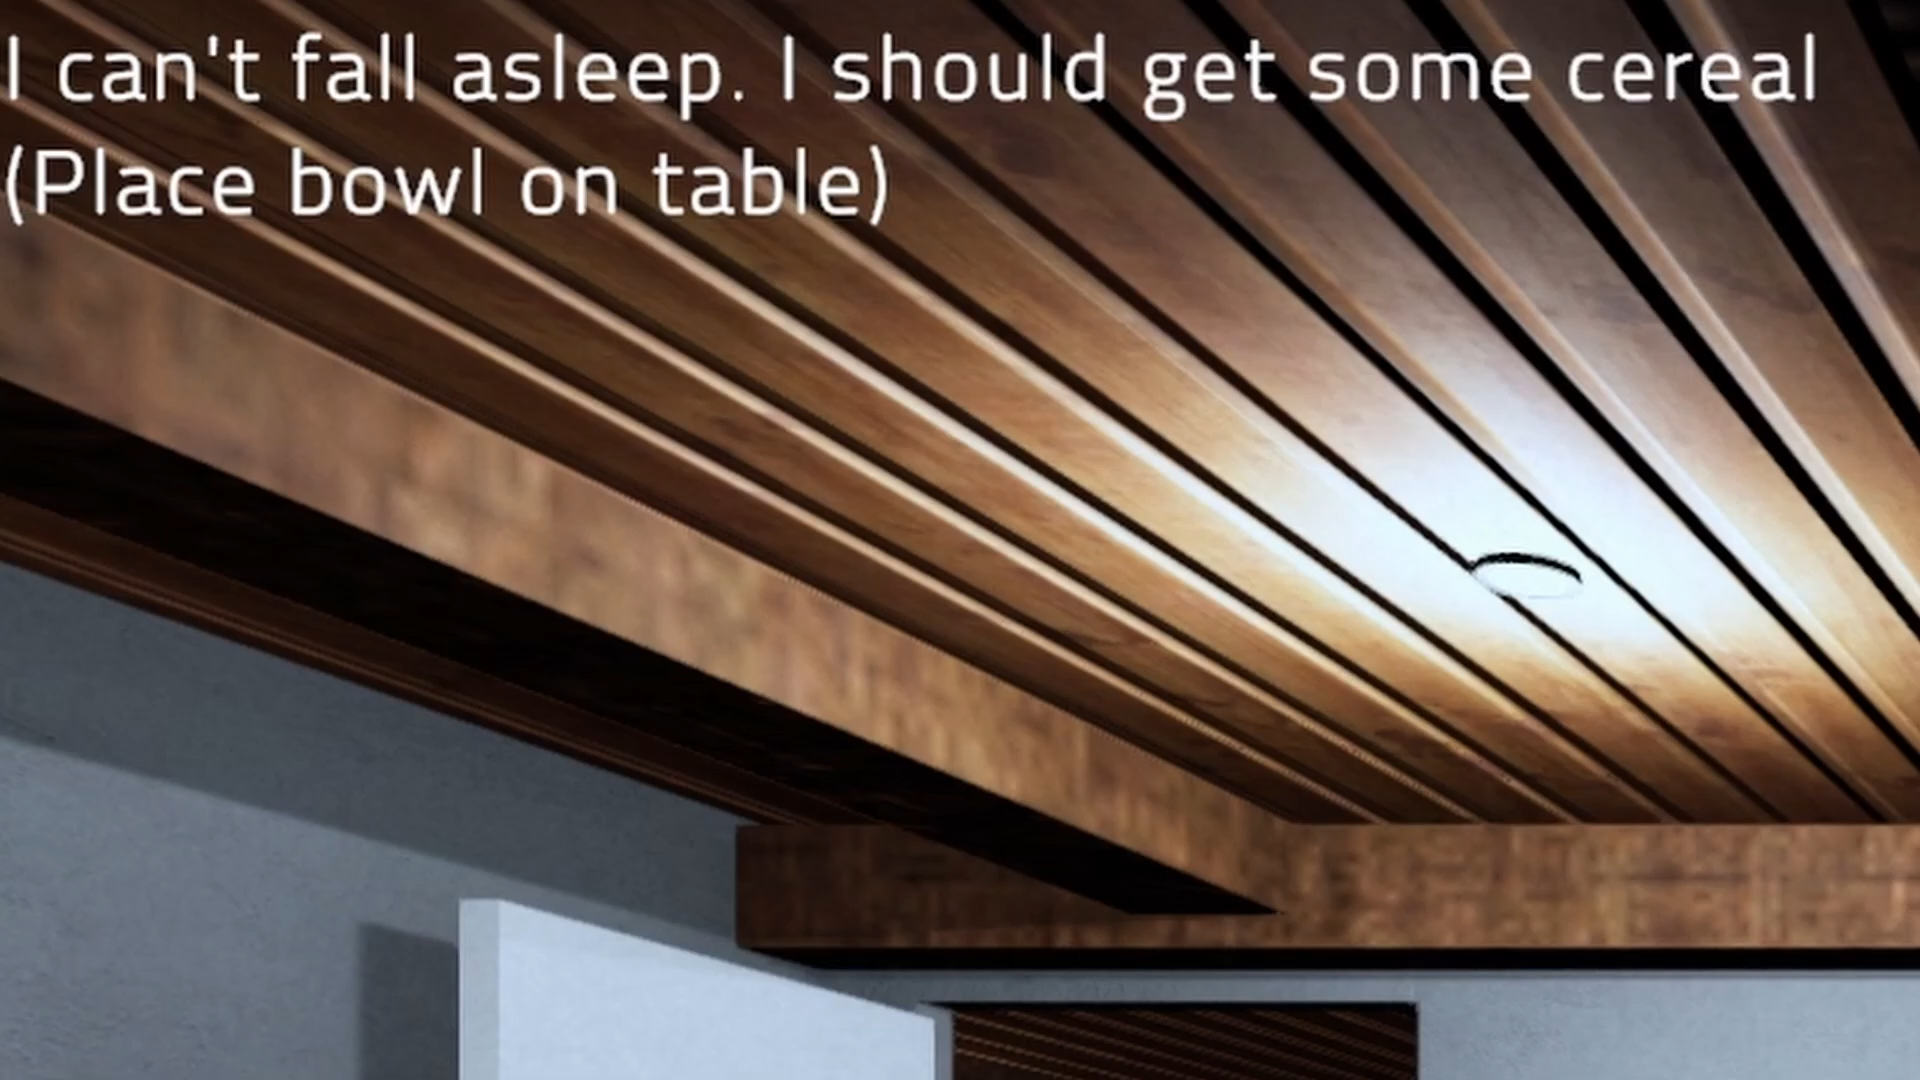 I can't fall asleep. I should get some cereal
(Place bowl on table)